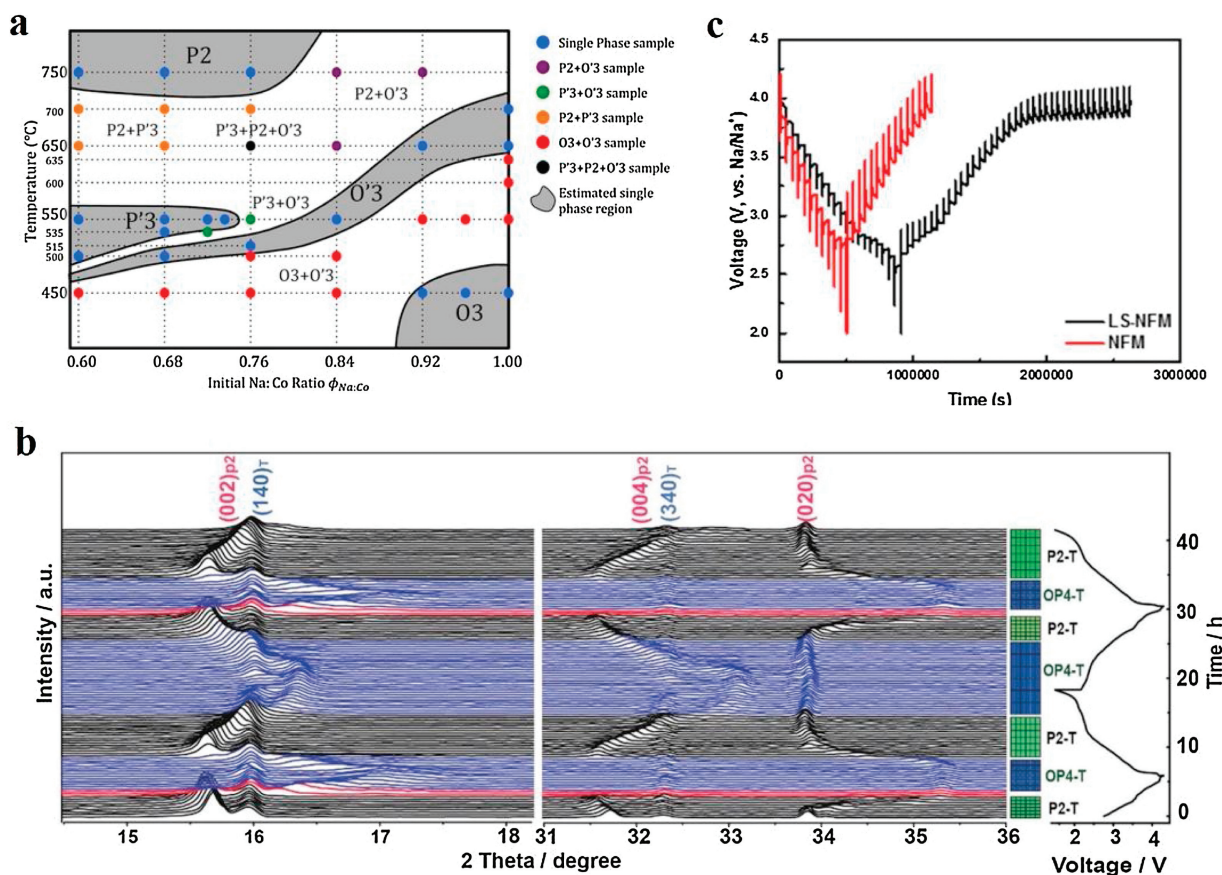 a
Temperature (°C)
750
700
650
635
600
550
535
515
500
450
0.60
0.68
0.76
0.84
0.92
1.00
Initial Na: Co Ratio ϕNa:Co
P2
P2+O'3
P2+P'3
P'3+P2+O'3
P'3
P'3+O'3
O'3
O3+O'3
O3
Single Phase sample
P2+O'3 sample
P'3+O'3 sample
P2+P'3 sample
O3+O'3 sample
P'3+P2+O'3 sample
Estimated single
phase region
c
Voltage (V, vs. Na/Na+)
4.5
4.0
3.5
3.0
2.5
2.0
LS-NFM
NFM
0
1000000
2000000
3000000
Time (s)
b
Intensity / a.u.
(002)P2
(140)T
(004)P2
(340)T
(020)P2
P2-T
OP4-T
P2-T
OP4-T
P2-T
OP4-T
P2-T
40
30
20
10
0
Time / h
15
16
17
18
31
32
33
34
35
36
2 Theta / degree
2
3
4
Voltage / V